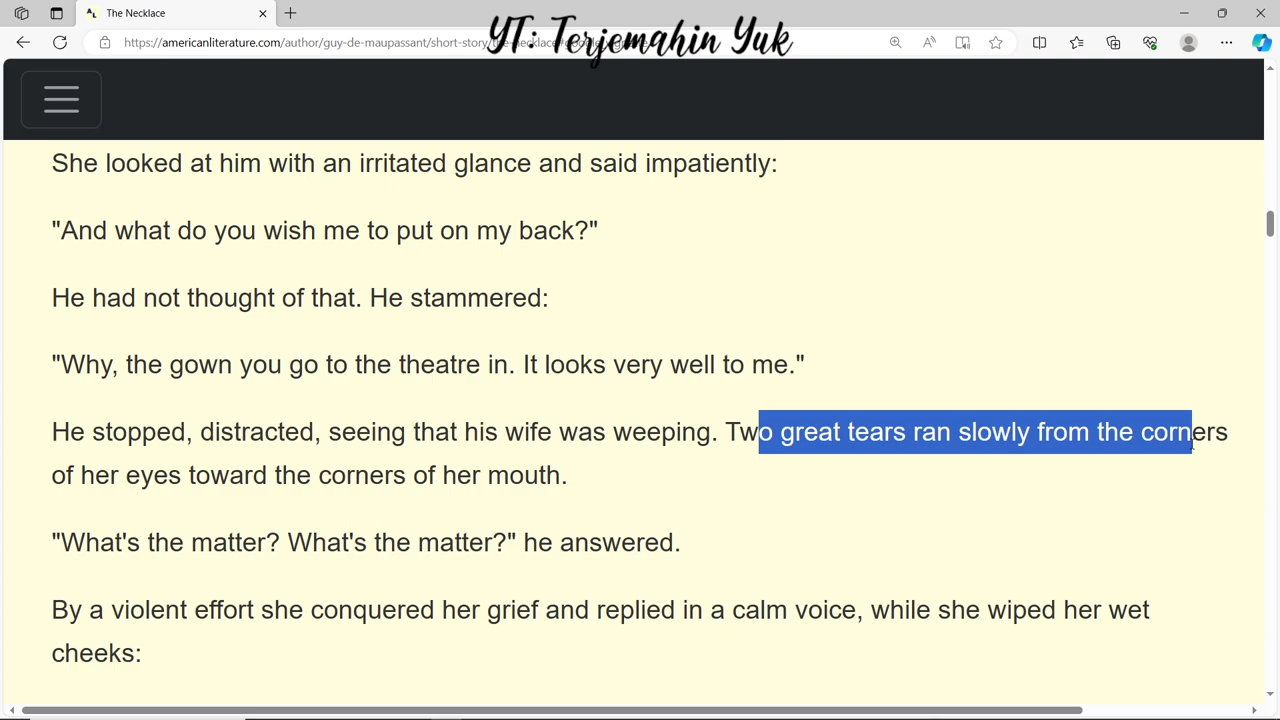 The Necklace
YT: Terjemahin Yuk
https://americanliterature.com/author/guy-de-maupassant/short-story/
She looked at him with an irritated glance and said impatiently:
"And what do you wish me to put on my back?"
He had not thought of that. He stammered:
"Why, the gown you go to the theatre in. It looks very well to me."
He stopped, distracted, seeing that his wife was weeping. Two great tears ran slowly from the corners
of her eyes toward the corners of her mouth.
"What's the matter? What's the matter?" he answered.
By a violent effort she conquered her grief and replied in a calm voice, while she wiped her wet
cheeks: